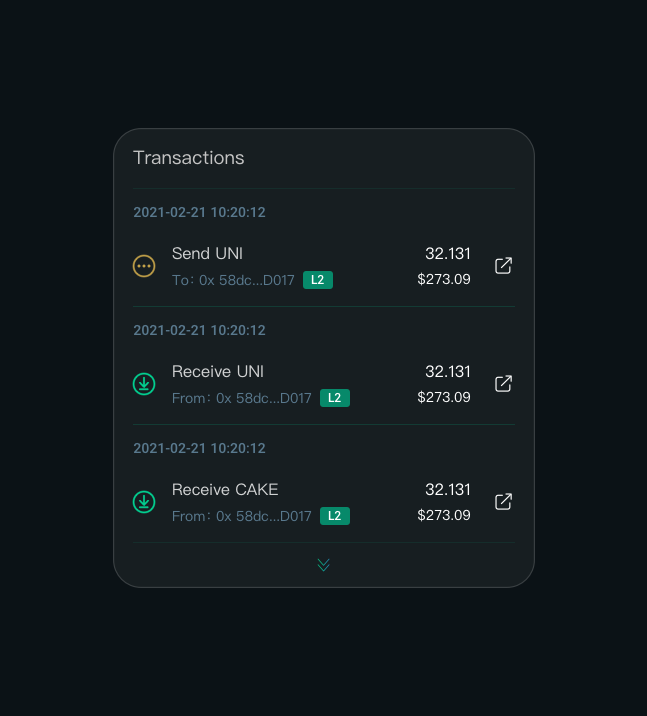 Transactions
2021-02-21 10:20:12
Send UNI 32.131
To: 0x 58dc...D017 L2 $273.09
2021-02-21 10:20:12
Receive UNI 32.131
From: 0x 58dc...D017 L2 $273.09
2021-02-21 10:20:12
Receive CAKE 32.131
From: 0x 58dc...D017 L2 $273.09